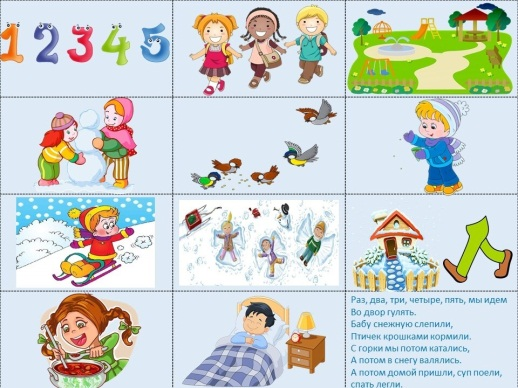 1 2 3 4 5
Раз, два, три, четыре, пять, мы идем
Во двор гулять.
Бабу снежную слепили,
Птичек крошками кормили.
С горки мы потом катались,
А потом в снегу валялись.
А потом домой пришли, суп поели,
спать легли.